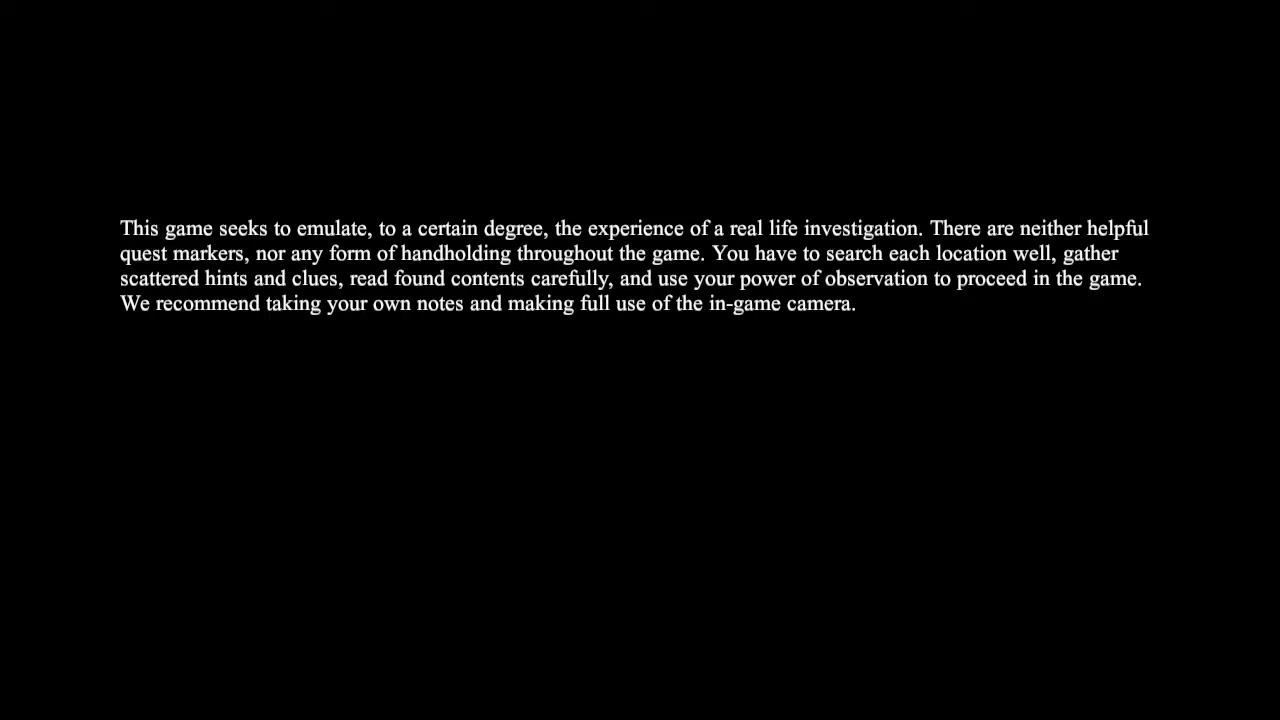 This game seeks to emulate, to a certain degree, the experience of a real life investigation. There are neither helpful
quest markers, nor any form of handholding throughout the game. You have to search each location well, gather
scattered hints and clues, read found contents carefully, and use your power of observation to proceed in the game.
We recommend taking your own notes and making full use of the in-game camera.